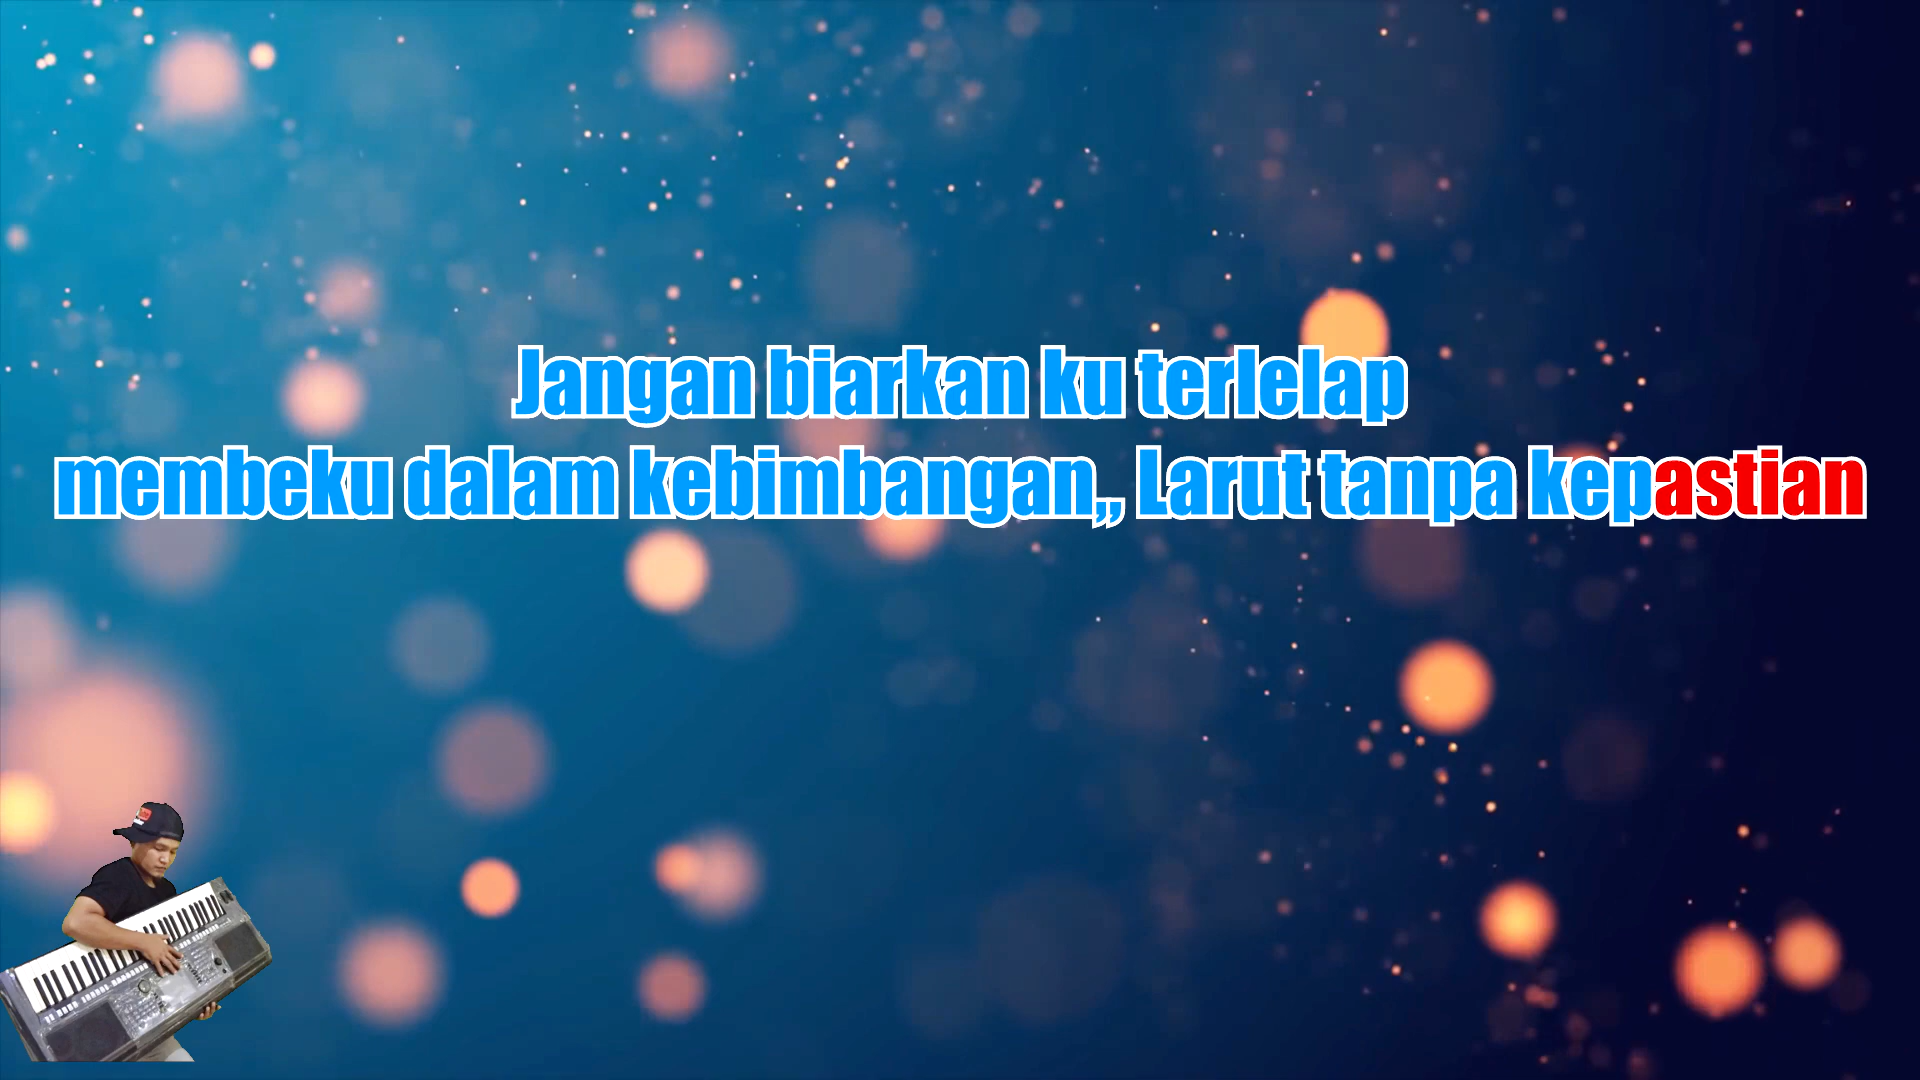 Jangan biarkan ku terlelap
membeku dalam kebimbangan,, Larut tanpa kepastian